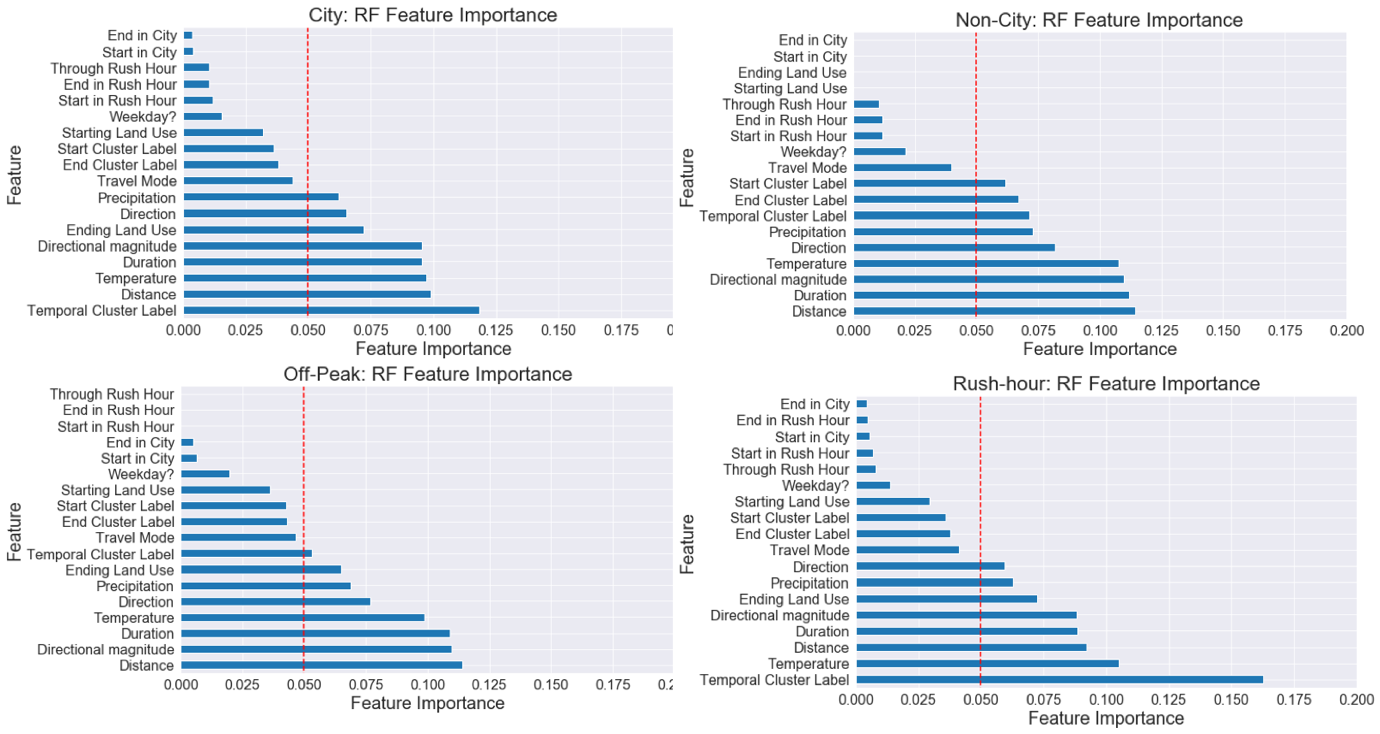 City: RF Feature Importance
Feature
End in City
Start in City
Through Rush Hour
End in Rush Hour
Start in Rush Hour
Weekday?
Starting Land Use
Start Cluster Label
End Cluster Label
Travel Mode
Precipitation
Direction
Ending Land Use
Directional magnitude
Duration
Temperature
Distance
Temporal Cluster Label
0.000 0.025 0.050 0.075 0.100 0.125 0.150 0.175 0
Feature Importance
Non-City: RF Feature Importance
Feature
End in City
Start in City
Ending Land Use
Starting Land Use
Through Rush Hour
End in Rush Hour
Start in Rush Hour
Weekday?
Travel Mode
Start Cluster Label
End Cluster Label
Temporal Cluster Label
Precipitation
Direction
Temperature
Directional magnitude
Duration
Distance
0.000 0.025 0.050 0.075 0.100 0.125 0.150 0.175 0.200
Feature Importance
Off-Peak: RF Feature Importance
Feature
Through Rush Hour
End in Rush Hour
Start in Rush Hour
End in City
Start in City
Weekday?
Starting Land Use
Start Cluster Label
End Cluster Label
Travel Mode
Temporal Cluster Label
Ending Land Use
Precipitation
Direction
Temperature
Duration
Directional magnitude
Distance
0.000 0.025 0.050 0.075 0.100 0.125 0.150 0.175 0.2
Feature Importance
Rush-hour: RF Feature Importance
Feature
End in City
End in Rush Hour
Start in City
Start in Rush Hour
Through Rush Hour
Weekday?
Starting Land Use
Start Cluster Label
End Cluster Label
Travel Mode
Direction
Precipitation
Ending Land Use
Directional magnitude
Duration
Distance
Temperature
Temporal Cluster Label
0.000 0.025 0.050 0.075 0.100 0.125 0.150 0.175 0.200
Feature Importance